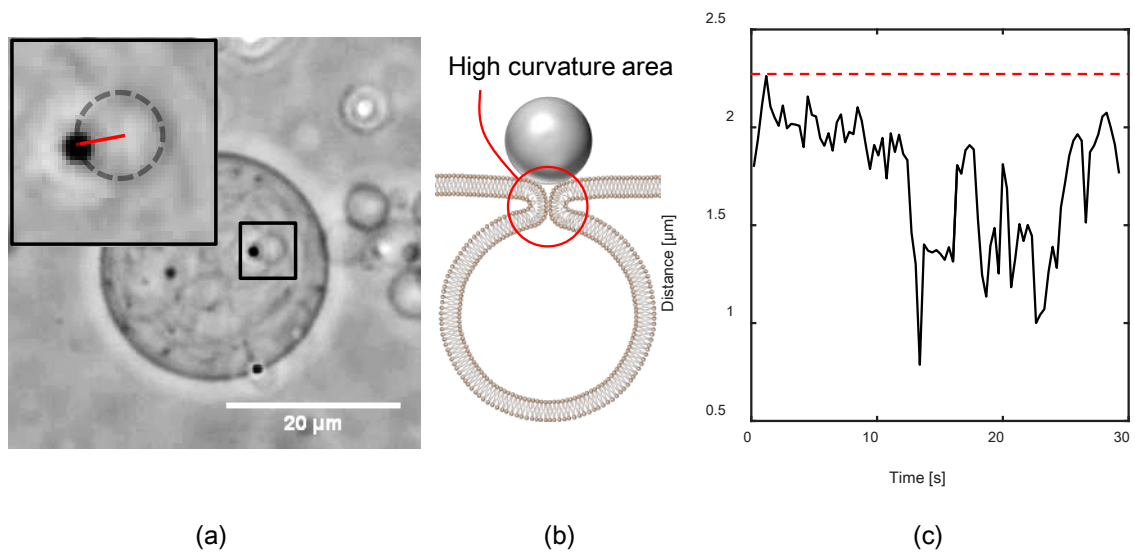 20 µm
(a)
High curvature area
(b)
2.5
2
1.5
1
0.5
Distance [µm]
0
10
20
30
Time [s]
(c)